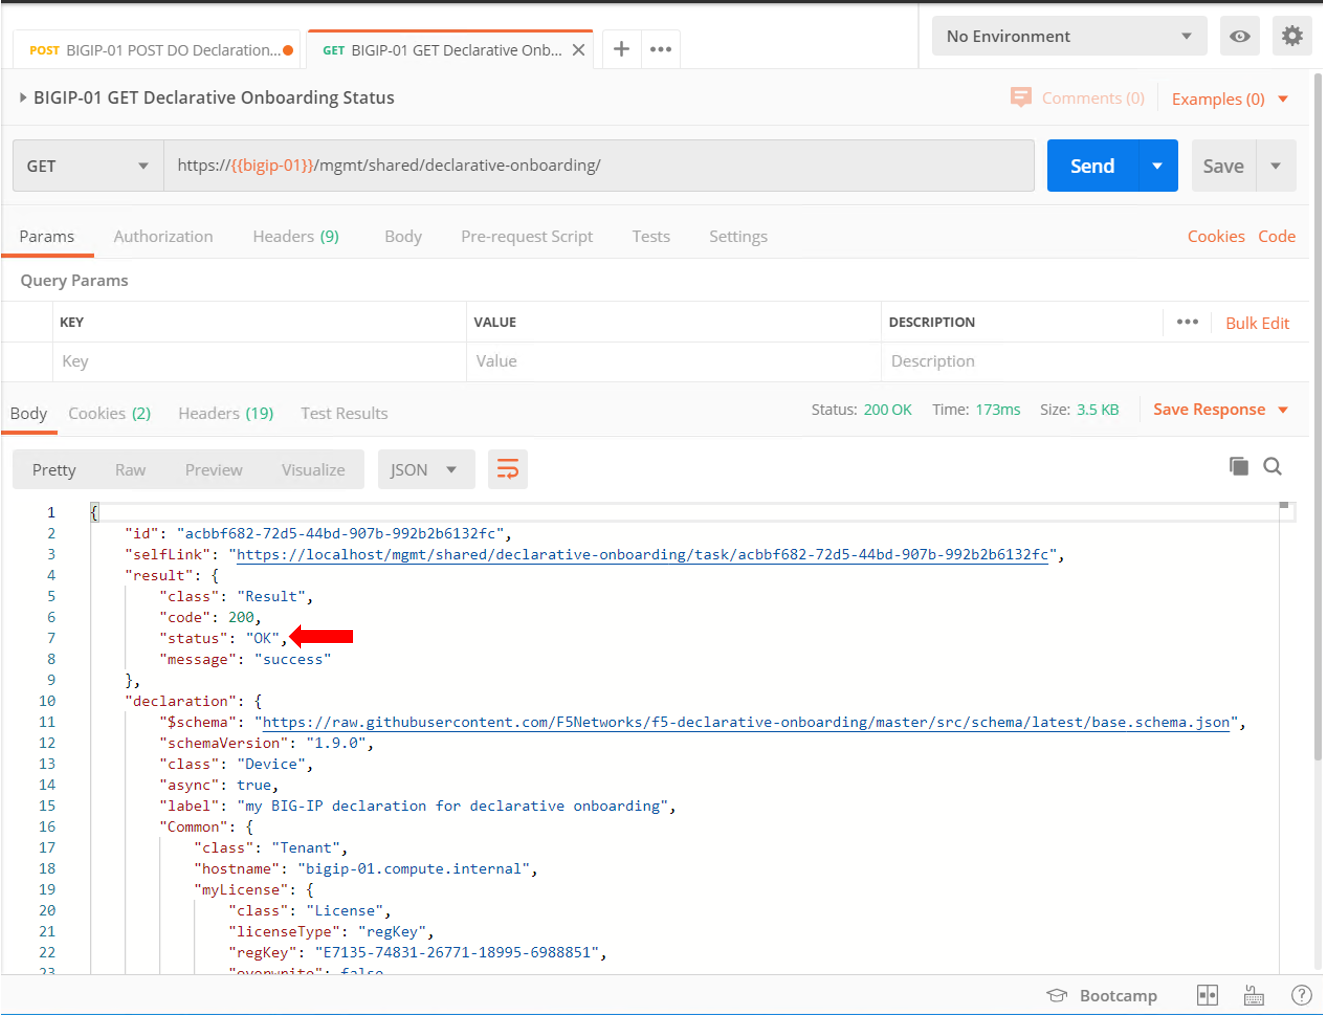 POST BIGIP-01 POST DO Declaration...
GET BIGIP-01 GET Declarative Onb...
No Environment
BIGIP-01 GET Declarative Onboarding Status
Comments (0)
Examples (0)
GET
https://{{bigip-01}}/mgmt/shared/declarative-onboarding/
Send
Save
Params Authorization Headers (9) Body Pre-request Script Tests Settings
Cookies Code
Query Params
KEY VALUE DESCRIPTION
Bulk Edit
Key Value Description
Body Cookies (2) Headers (19) Test Results
Status: 200 OK Time: 173ms Size: 3.5 KB
Save Response
Pretty Raw Preview Visualize JSON
1 {
2 "id": "acbbf682-72d5-44bd-907b-992b2b6132fc",
3 "selfLink": "https://localhost/mgmt/shared/declarative-onboarding/task/acbbf682-72d5-44bd-907b-992b2b6132fc",
4 "result": {
5 "class": "Result",
6 "code": 200,
7 "status": "OK",
8 "message": "success"
9 },
10 "declaration": {
11 "$schema": "https://raw.githubusercontent.com/F5Networks/f5-declarative-onboarding/master/src/schema/latest/base.schema.json",
12 "schemaVersion": "1.9.0",
13 "class": "Device",
14 "async": true,
15 "label": "my BIG-IP declaration for declarative onboarding",
16 "Common": {
17 "class": "Tenant",
18 "hostname": "bigip-01.compute.internal",
19 "myLicense": {
20 "class": "License",
21 "licenseType": "regKey",
22 "regKey": "E7135-74831-26771-18995-6988851",
23 "overwrite": false
Bootcamp